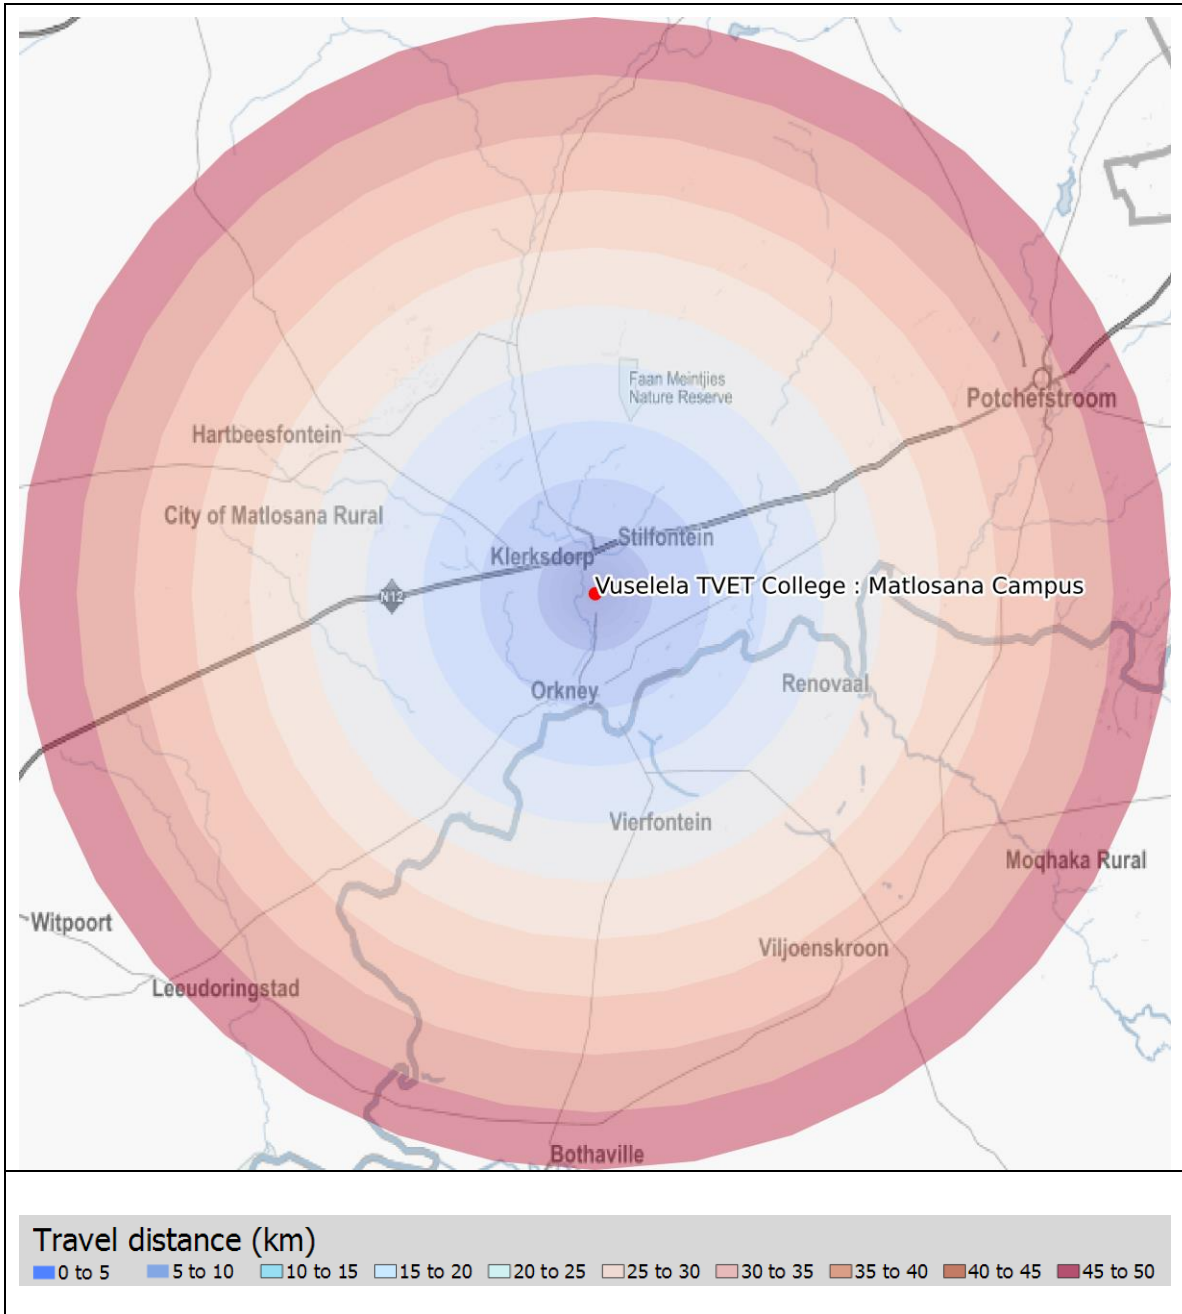 Faan Meintjies
Nature Reserve
Potchefstroom
Hartbeesfontein
City of Matlosana Rural
Stilfontein
Klerksdorp
Vuselela TVET College : Matlosana Campus
N12
Renovaal
Orkney
Vierfontein
Moqhaka Rural
Witpoort
Viljoenskroon
Leeudoringstad
Bothaville
Travel distance (km)
0 to 5 5 to 10 10 to 15 15 to 20 20 to 25 25 to 30 30 to 35 35 to 40 40 to 45 45 to 50